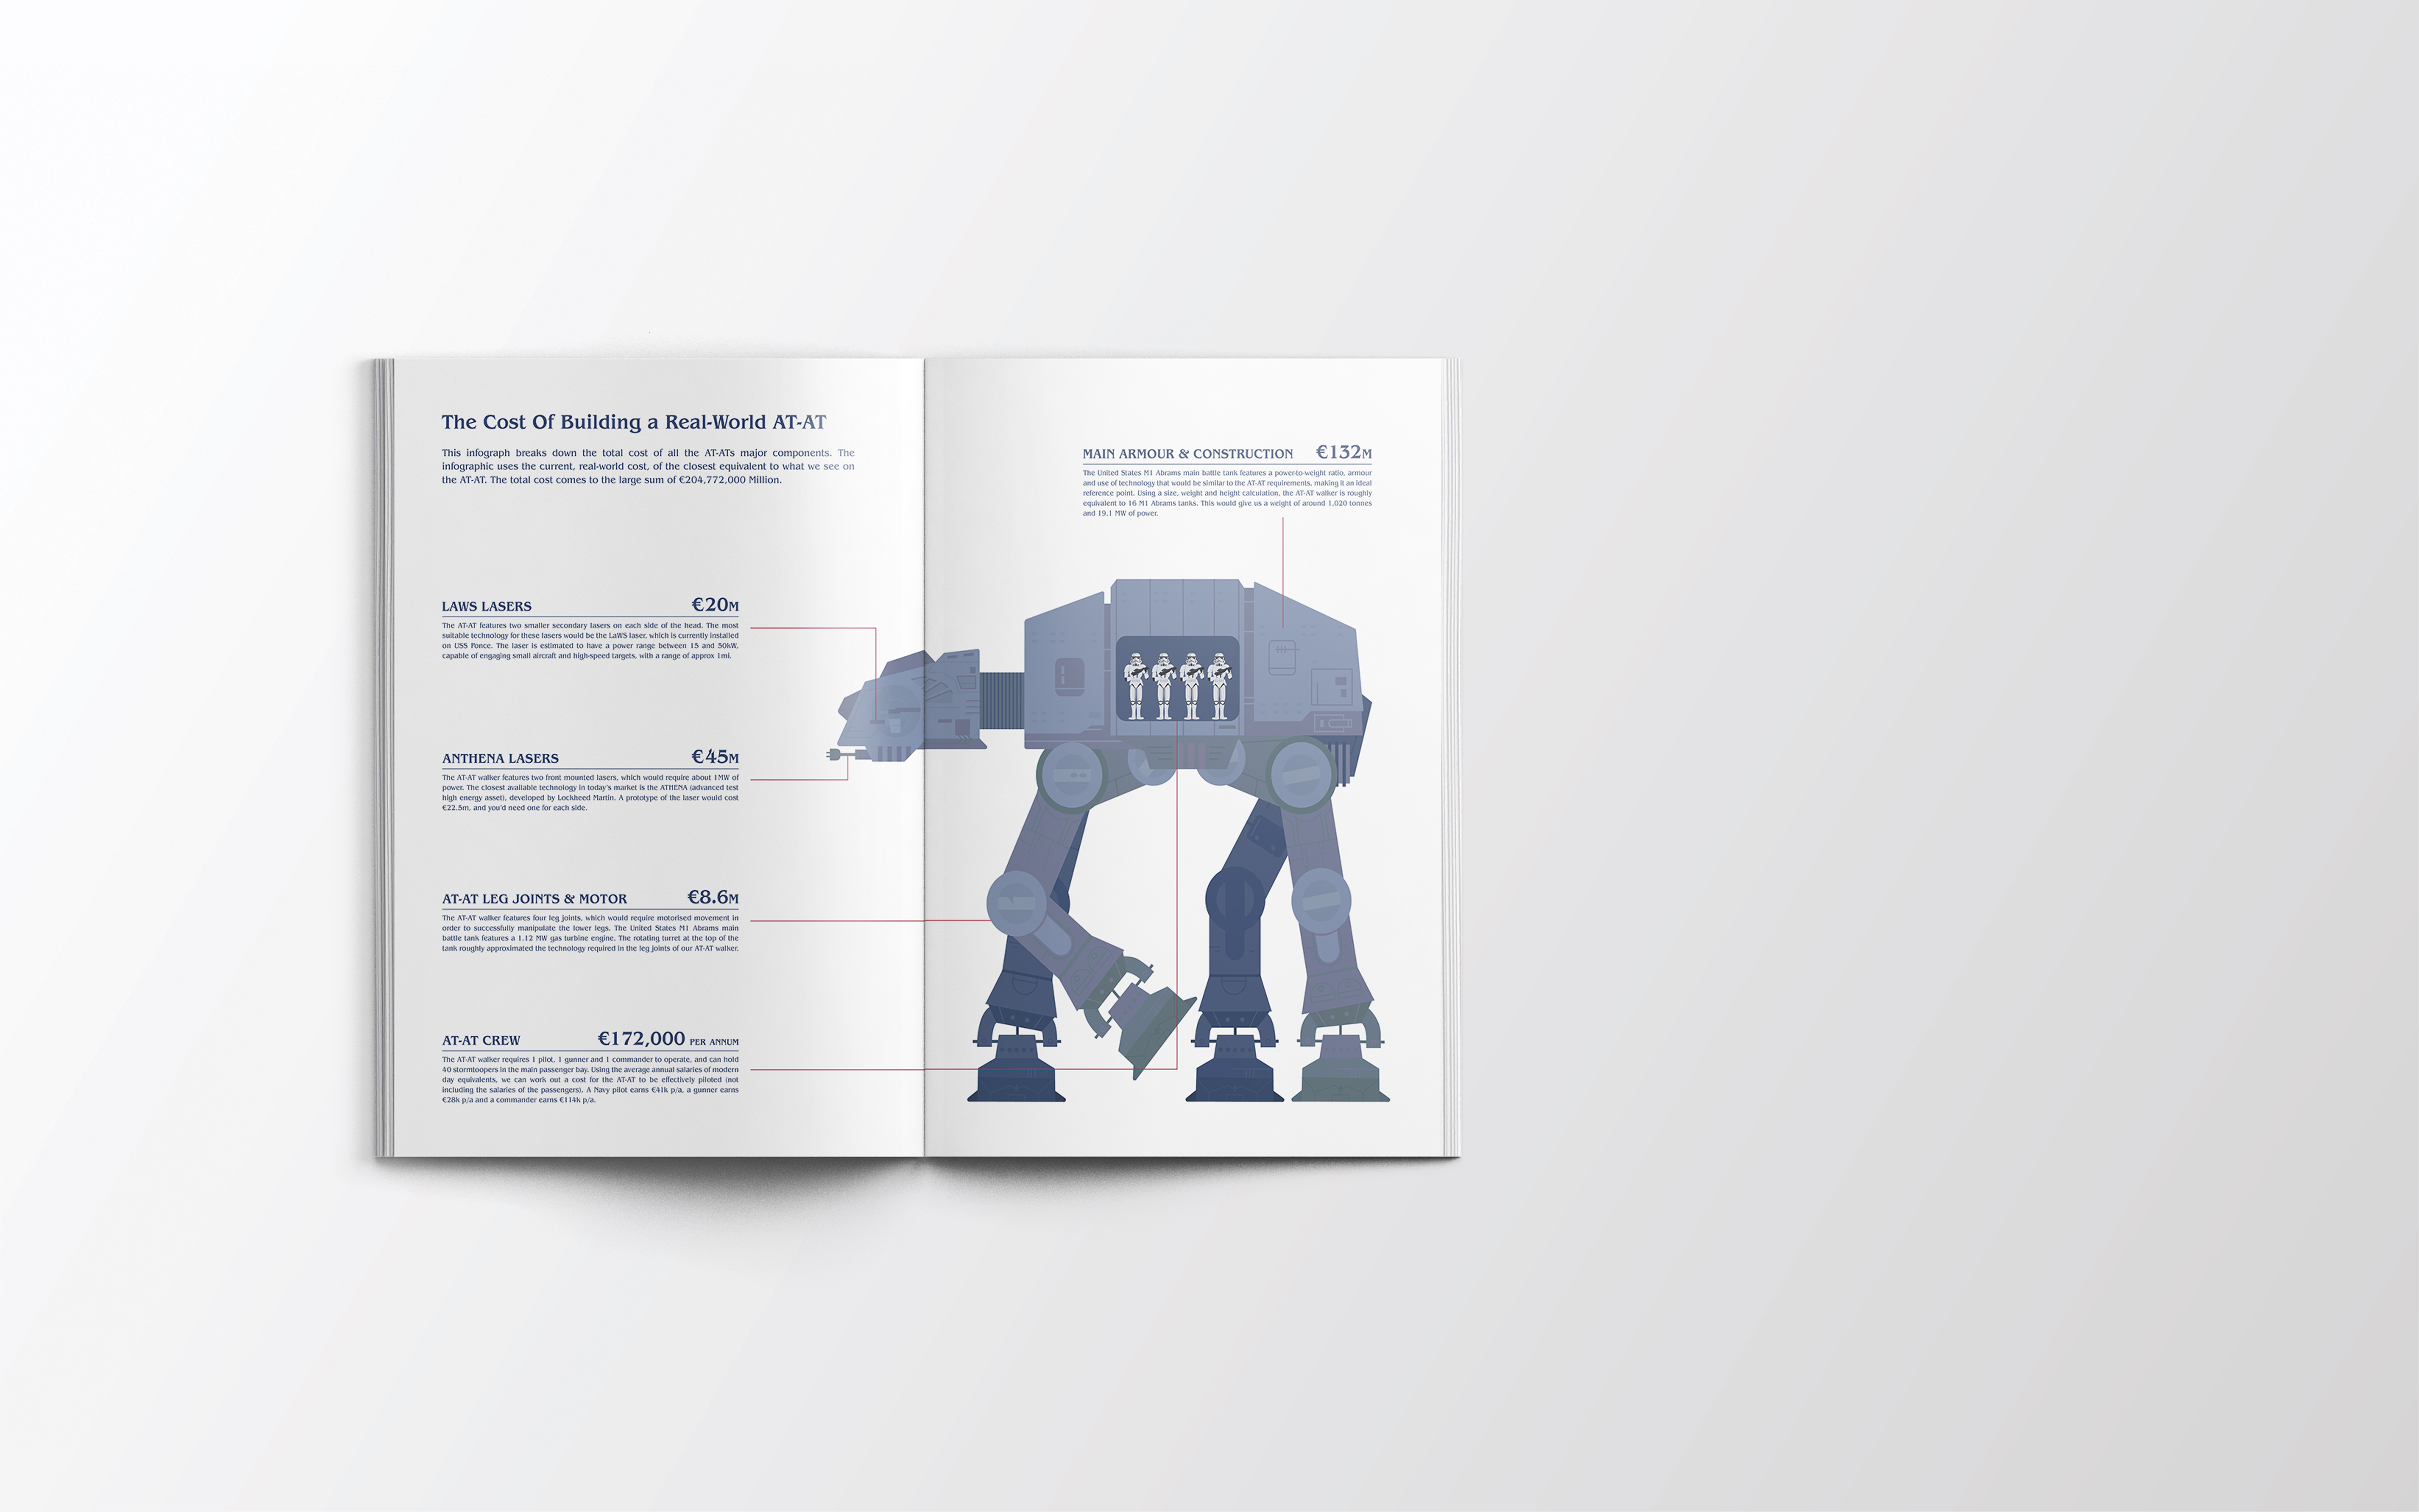 The Cost Of Building a Real-World AT-AT
This infograph breaks down the total cost of all the AT-ATs major components. The
infographic uses the current, real-world cost, of the closest equivalent to what we see on
the AT-AT. The total cost comes to the large sum of €204,772,000 Million.
LAWS LASERS €20M
The AT-AT features two smaller secondary lasers on each side of the head. The most
suitable technology for these lasers would be the LaWS laser, which is currently installed
on USS Ponce. The laser is estimated to have a power range between 15 and 50kW,
capable of engaging small aircraft and high-speed targets, with a range of approx 1mi.
ANTHENA LASERS €45M
The AT-AT walker features two front mounted lasers, which would require about 1MW of
power. The closest available technology in today's market is the ATHENA (advanced test
high energy asset), developed by Lockheed Martin. A prototype of the laser would cost
€22.5m, and you'd need one for each side.
AT-AT LEG JOINTS & MOTOR €8.6M
The AT-AT walker features four leg joints, which would require motorised movement in
order to successfully manipulate the lower legs. The United States M1 Abrams main
battle tank features a 1.12 MW gas turbine engine. The rotating turret at the top of the
tank roughly approximated the technology required in the leg joints of our AT-AT walker.
AT-AT CREW €172,000 PER ANNUM
The AT-AT walker requires 1 pilot, 1 gunner and 1 commander to operate, and can hold
40 stormtoopers in the main passenger bay. Using the average annual salaries of modern
day equivalents, we can work out a cost for the AT-AT to be effectively piloted (not
including the salaries of the passengers). A Navy pilot earns €41k p/a, a gunner earns
€28k p/a and a commander earns €114k p/a.
MAIN ARMOUR & CONSTRUCTION €132M
The United States M1 Abrams main battle tank features a power-to-weight ratio, armour
and use of technology that would be similar to the AT-AT requirements, making it an ideal
reference point. Using a size, weight and height calculation, the AT-AT walker is roughly
equivalent to 16 M1 Abrams tanks. This would give us a weight of around 1,020 tonnes
and 19.1 MW of power.